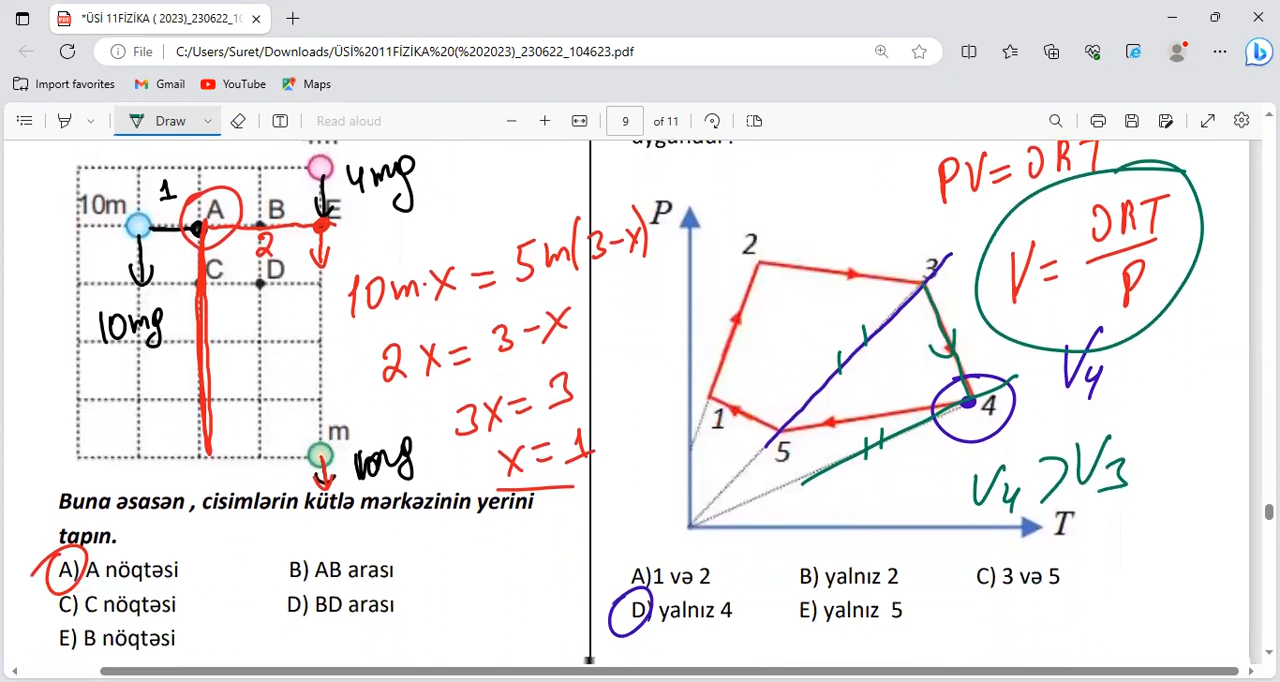 *ÜSİ 11FİZİKA ( 2023)_230622_10
File
C:/Users/Suret/Downloads/ÜSİ%2011FİZİKA%20(%202023)_230622_104623.pdf
Import favorites
Gmail
YouTube
Maps
Draw
Read aloud
9
of 11
10m
1
A
B
E
2
C
D
4mg
10mg
m
10m·x = 5m(3-x)
2x = 3-x
3x = 3
x = 1
Buna əsasən , cisimlərin kütlə mərkəzinin yerini
tapın.
A) A nöqtəsi
B) AB arası
C) C nöqtəsi
D) BD arası
E) B nöqtəsi
PV = ϑRT
V = ϑRT / P
P
2
3
1
5
4
T
V4
V4 > V3
A)1 və 2
B) yalnız 2
C) 3 və 5
D) yalnız 4
E) yalnız 5